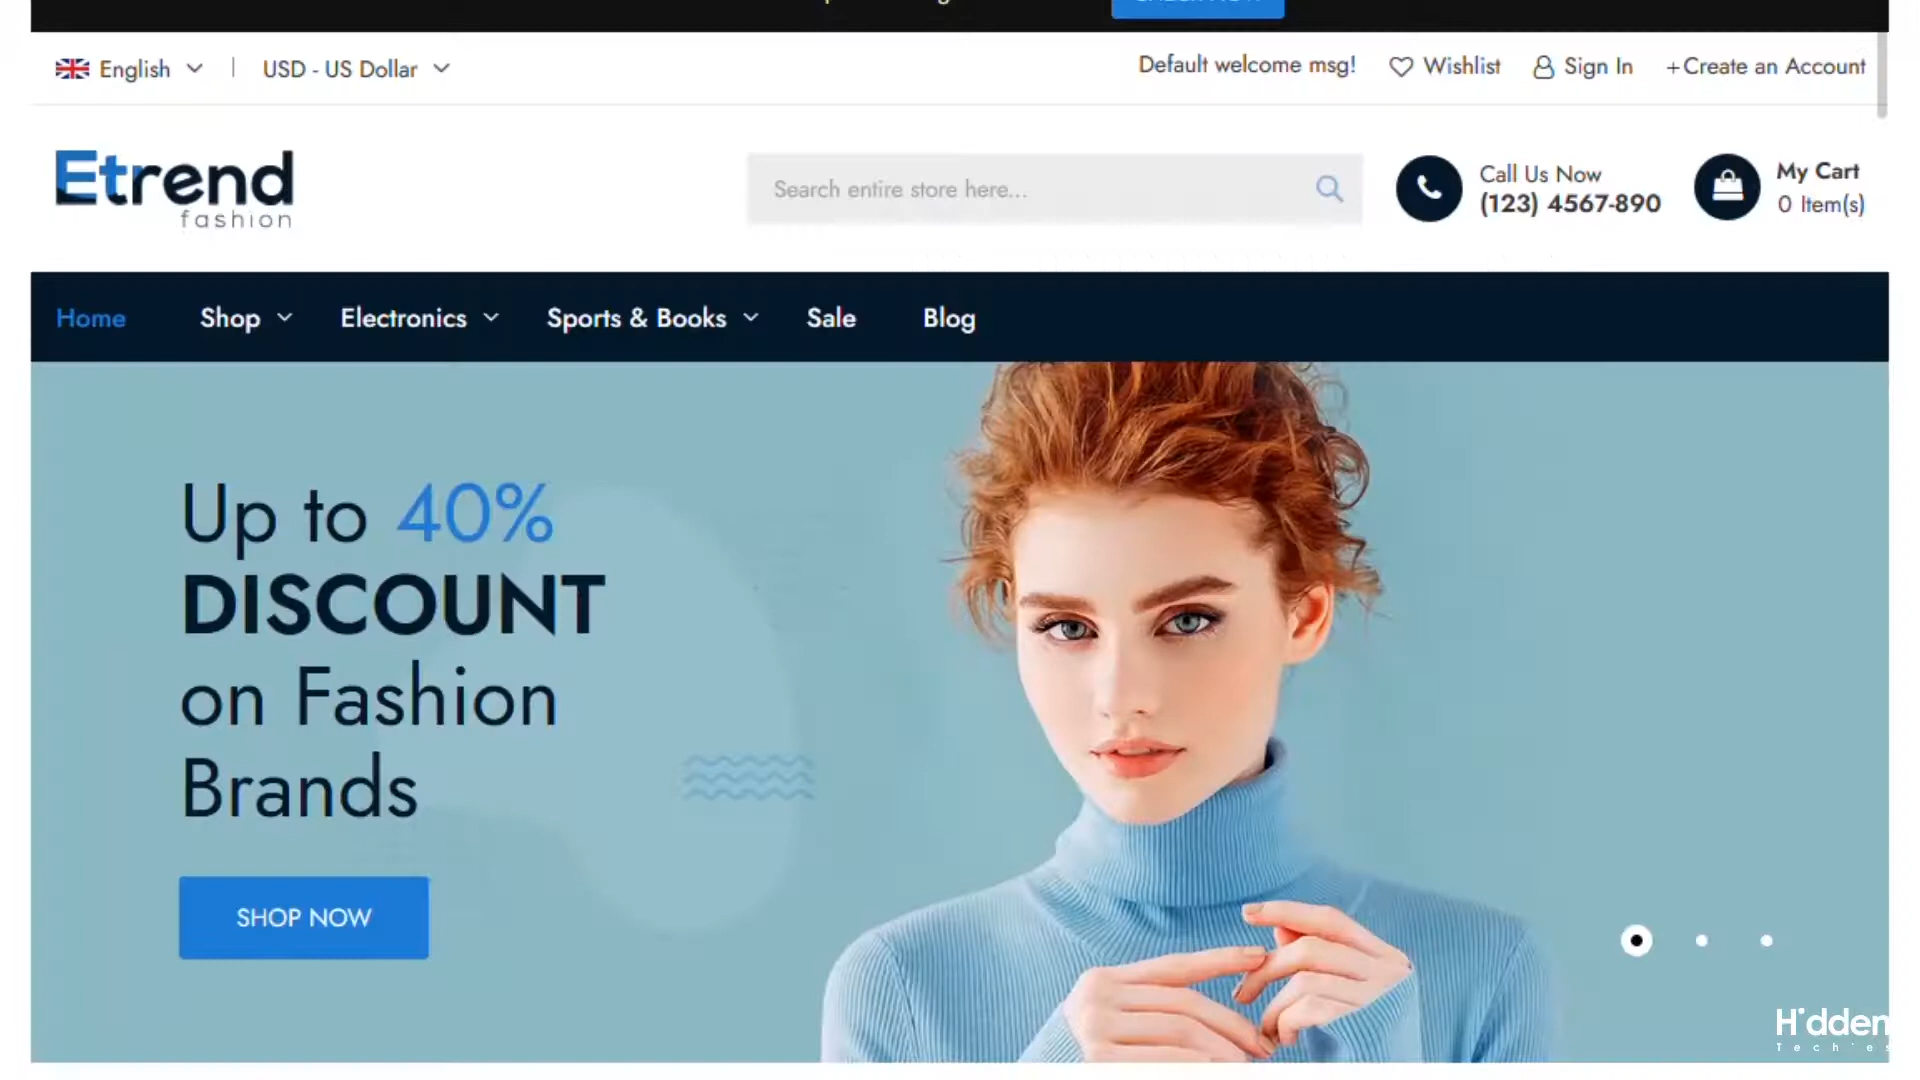 English
USD - US Dollar
Default welcome msg!
Wishlist
Sign In
+Create an Account
Etrend
fashion
Search entire store here...
Call Us Now
(123) 4567-890
My Cart
0 Item(s)
Home
Shop
Electronics
Sports & Books
Sale
Blog
Up to 40%
DISCOUNT
on Fashion
Brands
SHOP NOW
Hidden
Techies